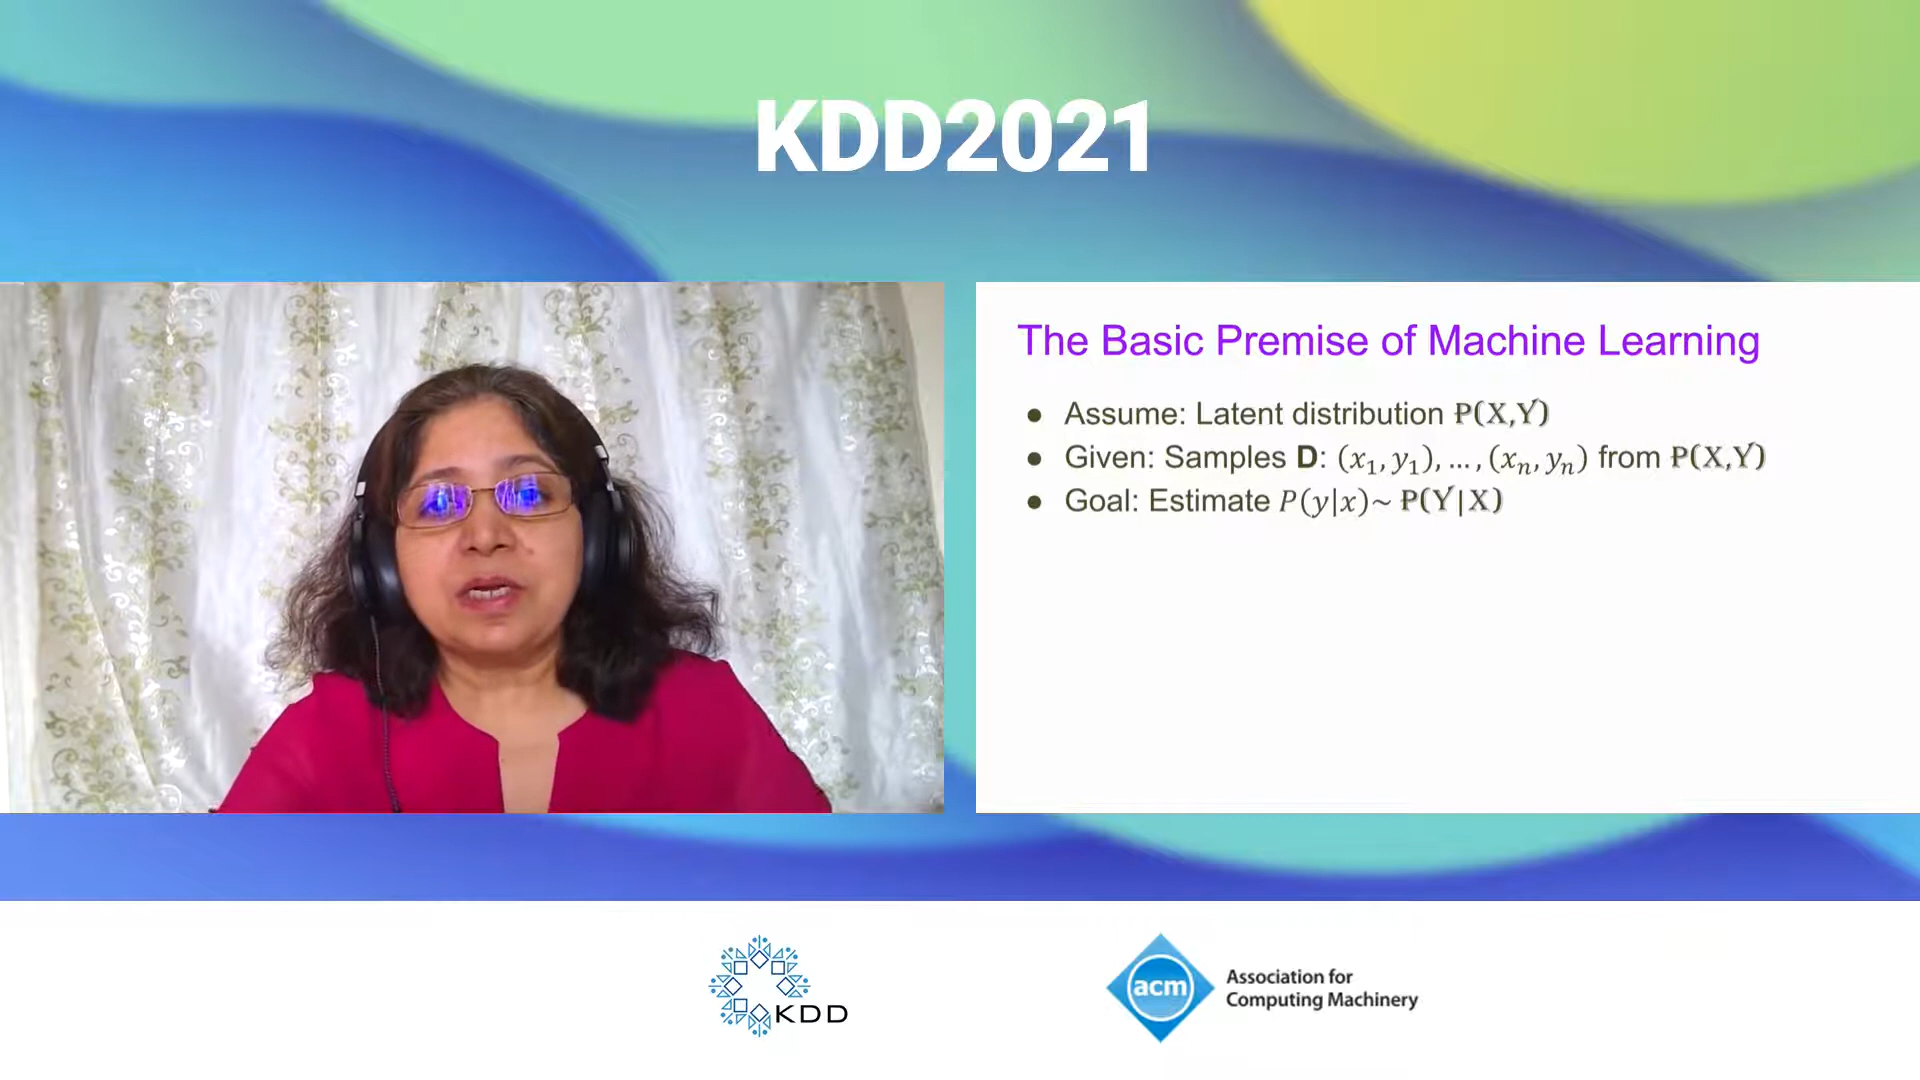 KDD2021
The Basic Premise of Machine Learning
● Assume: Latent distribution P(X,Y)
● Given: Samples D: (x₁, y₁), ... , (xₙ, yₙ) from P(X,Y)
● Goal: Estimate P(y|x)~ P(Y|X)
KDD
acm
Association for
Computing Machinery